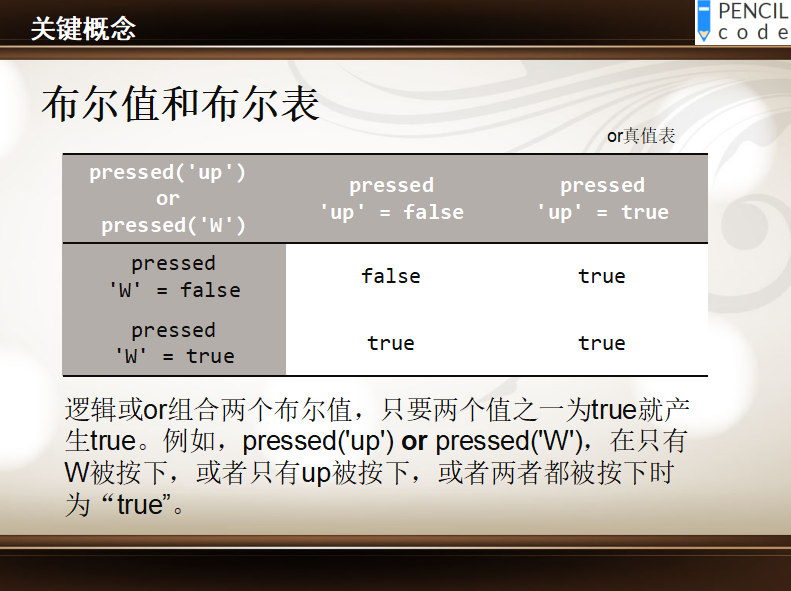 关键概念
PENCIL
code
布尔值和布尔表
or真值表
pressed('up')
or
pressed('W')
pressed
'up' = false
pressed
'up' = true
pressed
'W' = false
false
true
pressed
'W' = true
true
true
逻辑或or组合两个布尔值，只要两个值之一为true就产
生true。例如，pressed('up') or pressed('W')，在只有
W被按下，或者只有up被按下，或者两者都被按下时
为“true”。